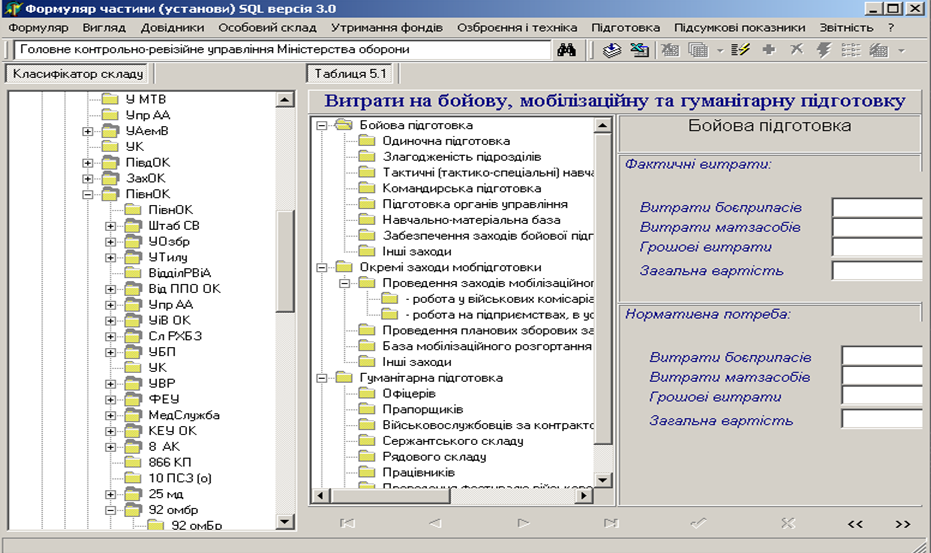 Формуляр частини (установи) SQL версія 3.0
Формуляр Вигляд Довідники Особовий склад Утримання фондів Озброєння і техніка Підготовка Підсумкові показники Звітність ?
Головне контрольно-ревізійне управління Міністерства оборони
Класифікатор складу
Таблиця 5.1
У МТВ
Упр АА
УАемВ
УК
ПівдОК
ЗахОК
ПівнОК
ПівнОК
Штаб СВ
УОзбр
УТилу
ВідділРВіА
Від ППО ОК
Упр АА
УіВ ОК
Сл РХБЗ
УБП
УК
УВР
ФЕУ
МедСлужба
КЕУ ОК
8 АК
866 КП
10 ПСЗ (о)
25 мд
92 омбр
92 омБр
Витрати на бойову, мобілізаційну та гуманітарну підготовку
Бойова підготовка
Одиночна підготовка
Злагодженість підрозділів
Тактичні (тактико-спеціальні) навча
Командирська підготовка
Підготовка органів управління
Навчально-матеріальна база
Забезпечення заходів бойової підг
Інші заходи
Окремі заходи мобпідготовки
Проведення заходів мобілізаційног
- робота у військових комісаріа
- робота на підприємствах, в ус
Проведення планових зборових за
База мобілізаційного розгортання
Інші заходи
Гуманітарна підготовка
Офіцерів
Прапорщиків
Військовослужбовців за контракто
Сержантського складу
Рядового складу
Працівників
Проведення фестивалю військово
Бойова підготовка
Фактичні витрати:
Витрати боєприпасів
Витрати матзасобів
Грошові витрати
Загальна вартість
Нормативна потреба:
Витрати боєприпасів
Витрати матзасобів
Грошові витрати
Загальна вартість
<< >>